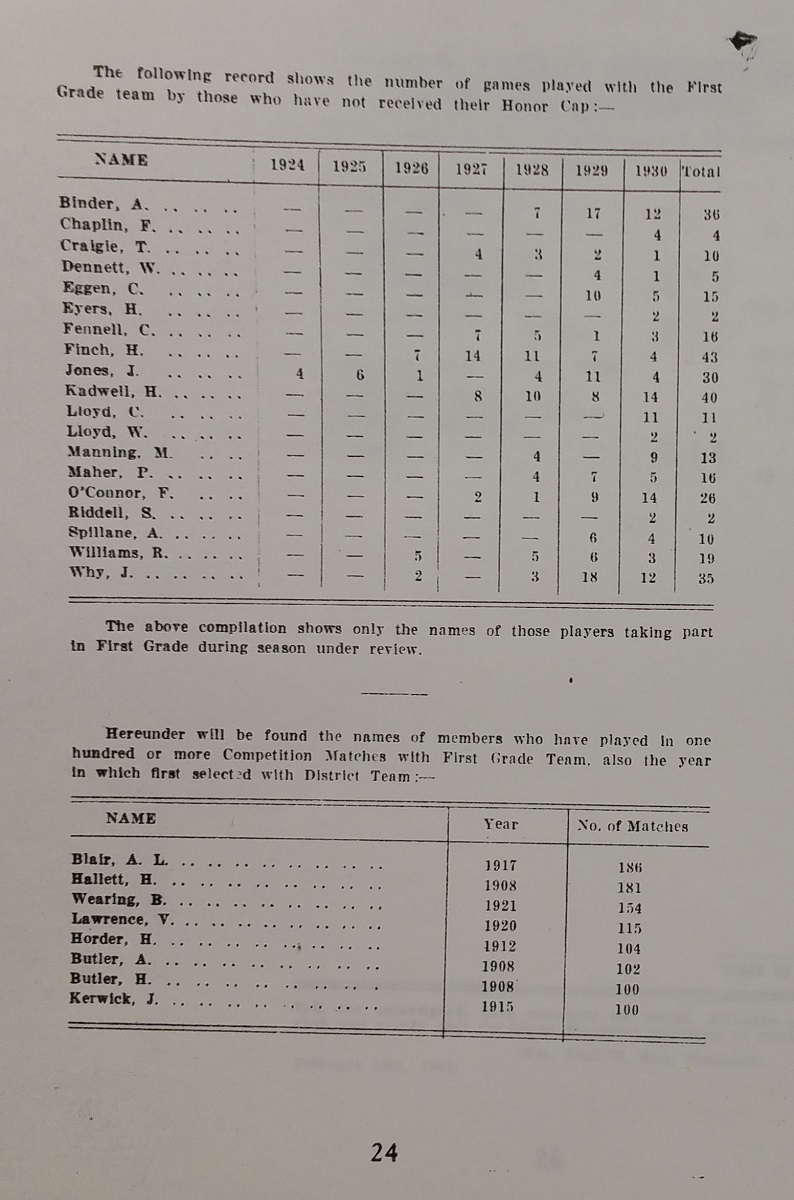 The following record shows the number of games played with the First
Grade team by those who have not received their Honor Cap:—
NAME 1924 1925 1926 1927 1928 1929 1930 Total
Binder, A. .. .. .. .. — — — — 7 17 12 36
Chaplin, F. .. .. .. .. — — — — — — 4 4
Craigie, T. .. .. .. .. — — — 4 3 2 1 10
Dennett, W. .. .. .. .. — — — — — 4 1 5
Eggen, C. .. .. .. .. — — — — — 10 5 15
Eyers, H. .. .. .. .. — — — — — — 2 2
Fennell, C. .. .. .. .. — — — 7 5 1 3 16
Finch, H. .. .. .. .. — — 7 14 11 7 4 43
Jones, J. .. .. .. .. 4 6 1 — 4 11 4 30
Kadwell, H. .. .. .. .. — — — 8 10 8 14 40
Lloyd, C. .. .. .. .. — — — — — — 11 11
Lloyd, W. .. .. .. .. — — — — — — 2 2
Manning, M. .. .. — — — — 4 — 9 13
Maher, P. .. .. .. .. — — — — 4 7 5 16
O'Connor, F. .. .. — — — 2 1 9 14 26
Riddell, S. .. .. .. .. — — — — — — 2 2
Spillane, A. .. .. .. .. — — — — — 6 4 10
Williams, R. .. .. .. .. — — 5 — 5 6 3 19
Why, J. .. .. .. .. .. — — 2 — 3 18 12 35
The above compilation shows only the names of those players taking part
in First Grade during season under review.
Hereunder will be found the names of members who have played in one
hundred or more Competition Matches with First Grade Team, also the year
in which first selected with District Team:—
NAME Year No. of Matches
Blair, A. L. .. .. .. .. .. .. .. .. .. 1917 186
Hallett, H. .. .. .. .. .. .. .. .. .. 1908 181
Wearing, B. .. .. .. .. .. .. .. .. .. 1921 154
Lawrence, V. .. .. .. .. .. .. .. .. .. 1920 115
Horder, H. .. .. .. .. .. .. .. .. .. 1912 104
Butler, A. .. .. .. .. .. .. .. .. .. 1908 102
Butler, H. .. .. .. .. .. .. .. .. . 1908 100
Kerwick, J. .. .. .. .. .. .. .. .. .. 1915 100
24